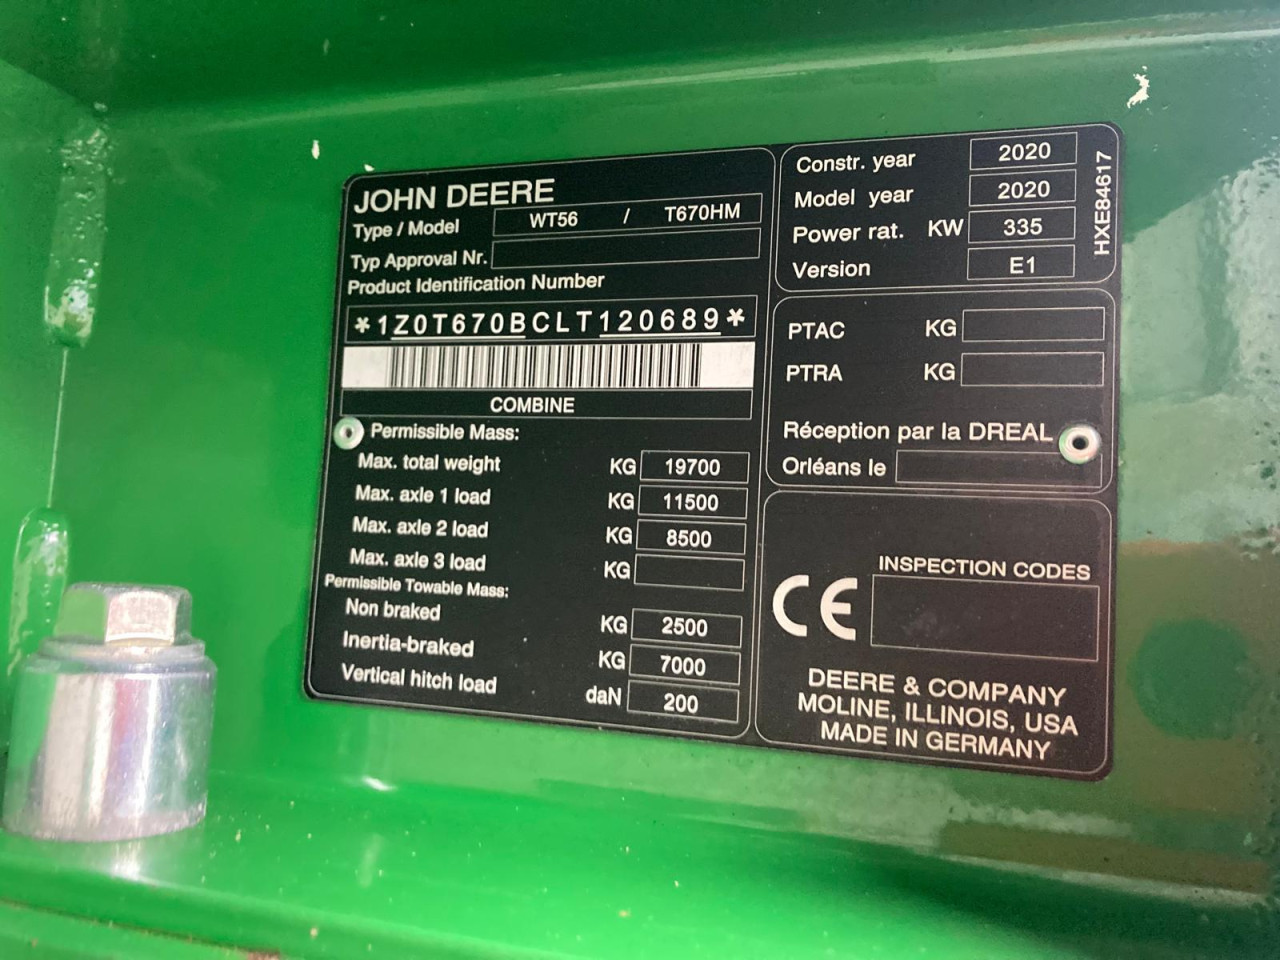 JOHN DEERE
Type / Model WT56 / T670HM
Typ Approval Nr.
Product Identification Number
*1Z0T670BCLT120689*
COMBINE
Permissible Mass:
Max. total weight KG 19700
Max. axle 1 load KG 11500
Max. axle 2 load KG 8500
Max. axle 3 load KG
Permissible Towable Mass:
Non braked KG 2500
Inertia-braked KG 7000
Vertical hitch load daN 200
Constr. year 2020
Model year 2020
Power rat. KW 335
Version E1
HXE84617
PTAC KG
PTRA KG
Réception par la DREAL
Orléans le
CE
INSPECTION CODES
DEERE & COMPANY
MOLINE, ILLINOIS, USA
MADE IN GERMANY